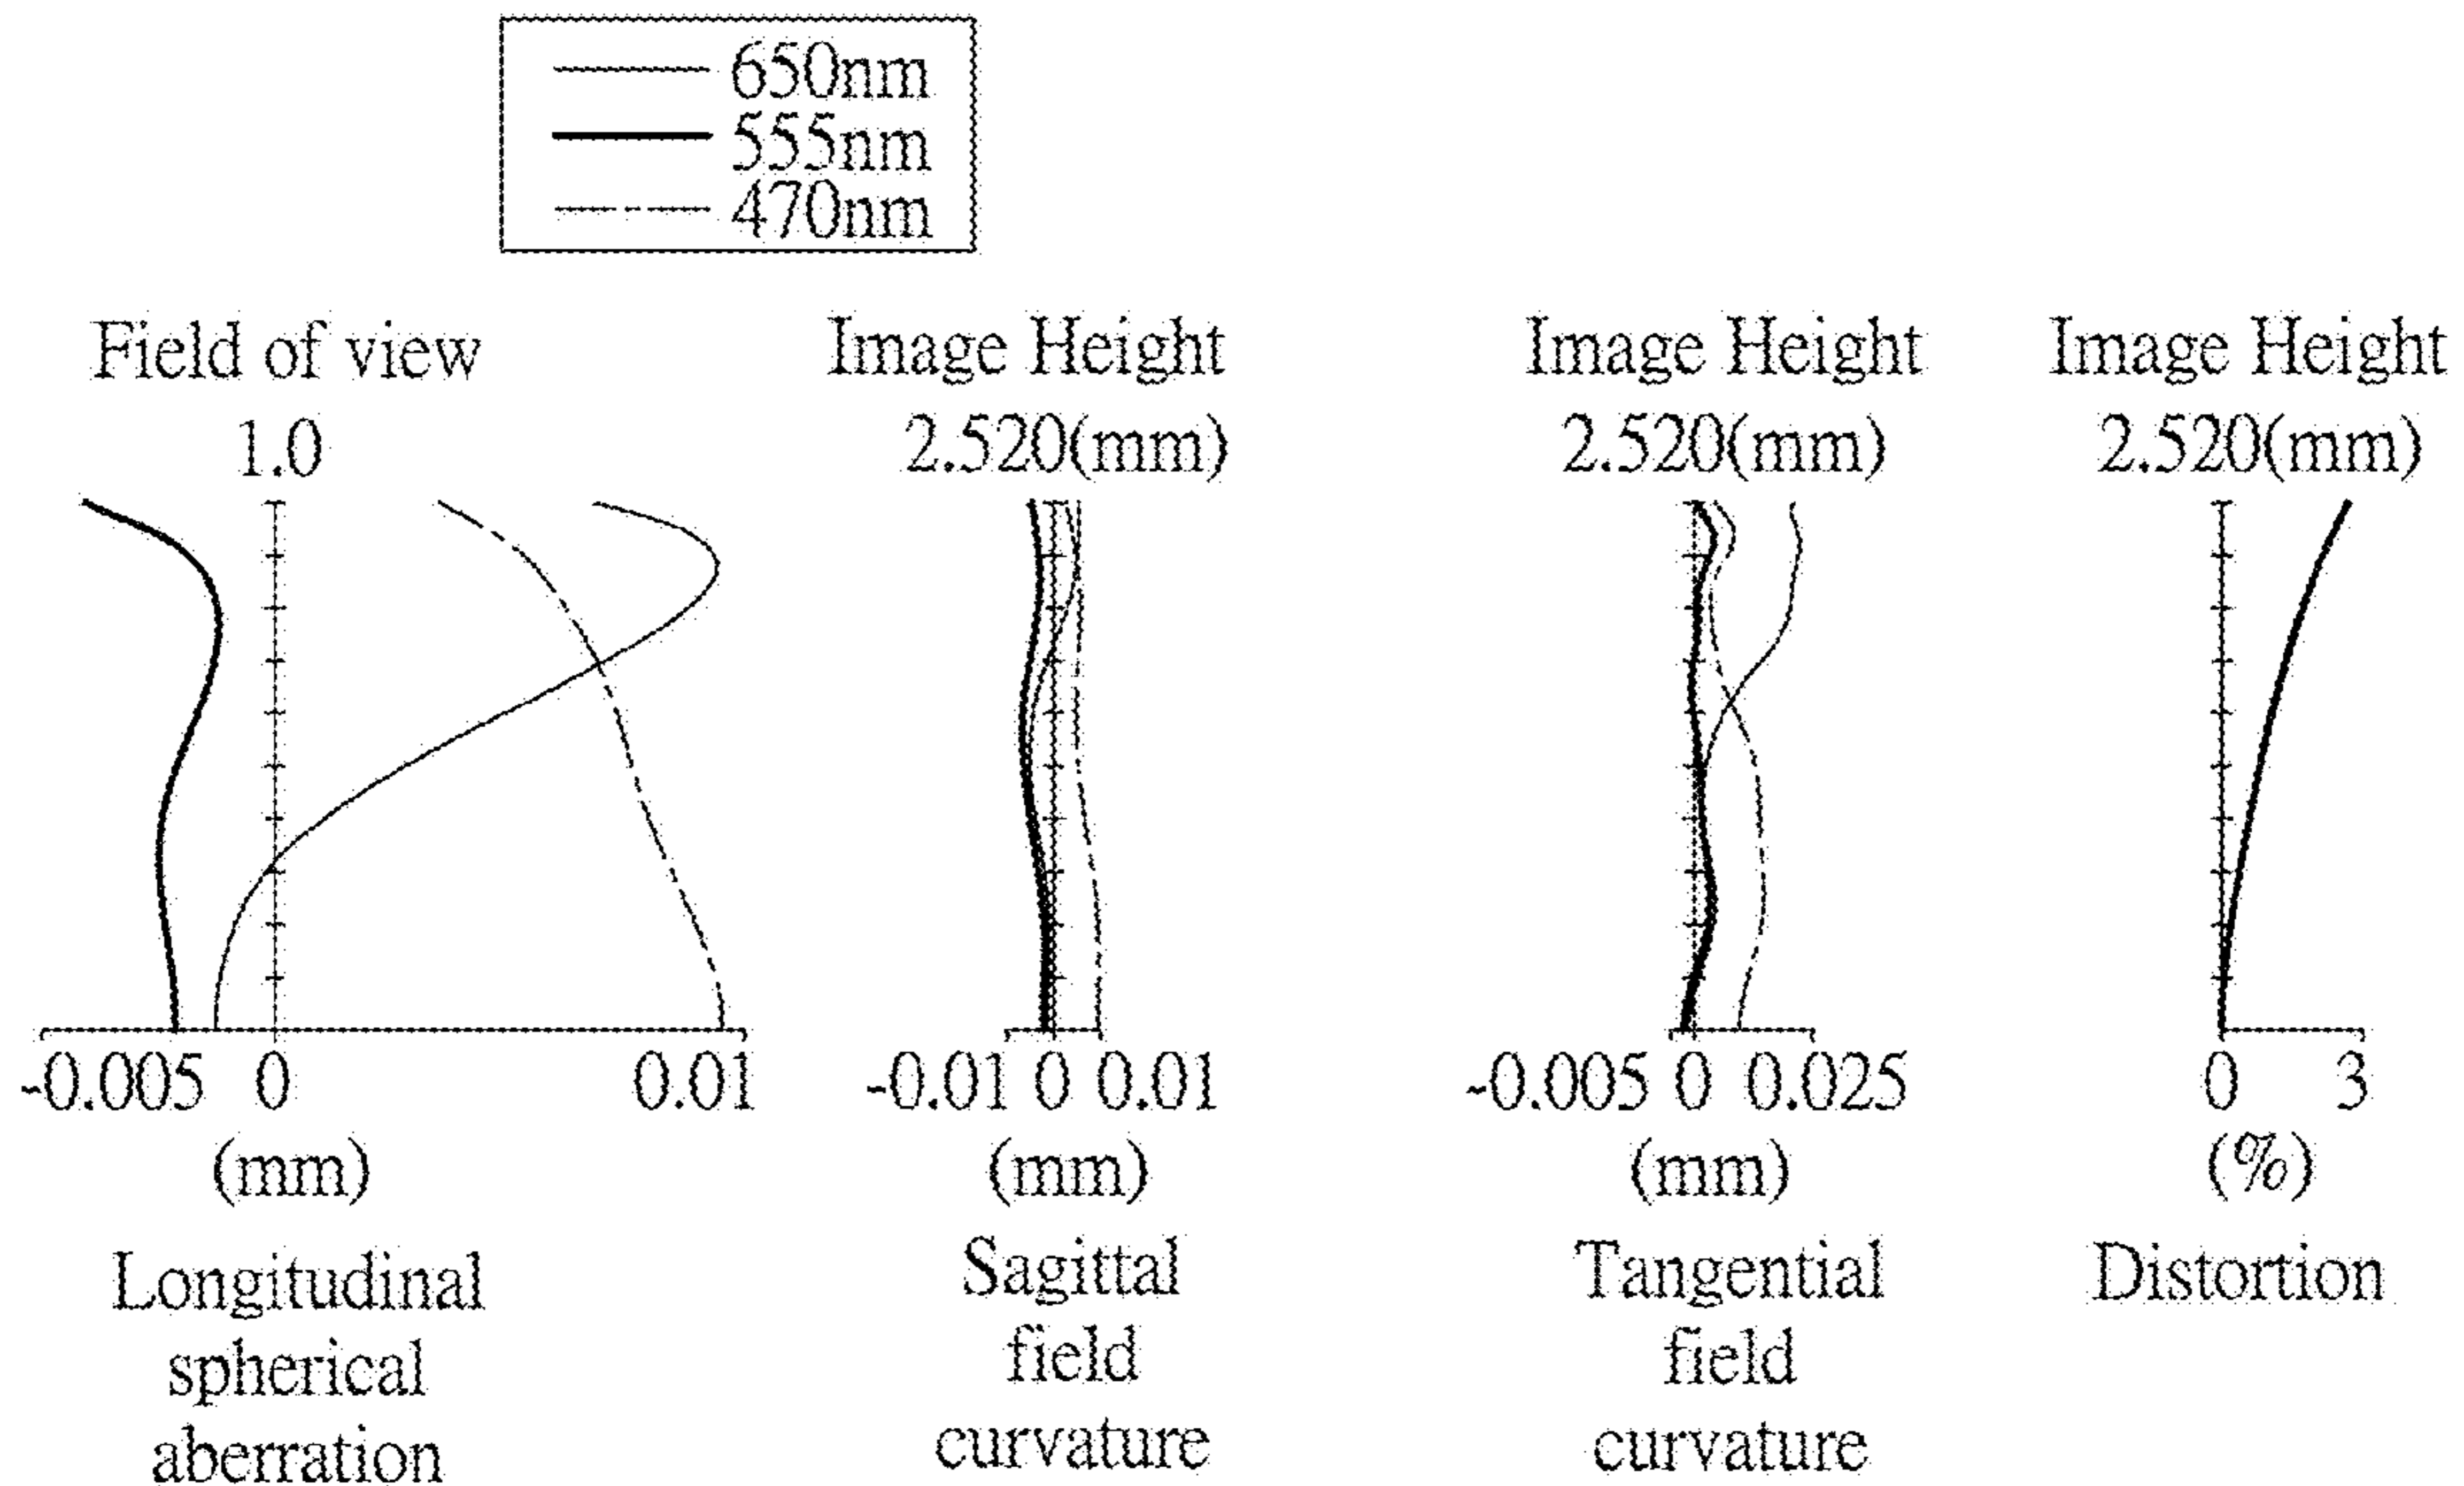 650nm
555nm
470nm
Field of view
1.0
-0.005 0 0.01
(mm)
Longitudinal
spherical
aberration
Image Height
2.520(mm)
-0.01 0 0.01
(mm)
Sagittal
field
curvature
Image Height
2.520(mm)
-0.005 0 0.025
(mm)
Tangential
field
curvature
Image Height
2.520(mm)
0 3
(%)
Distortion